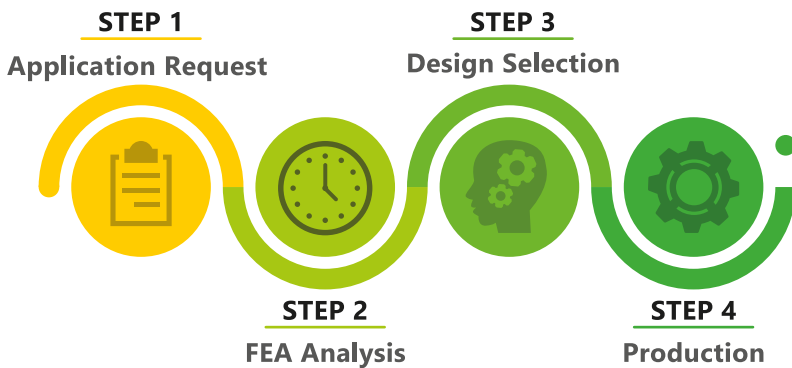 STEP 1
Application Request
STEP 2
FEA Analysis
STEP 3
Design Selection
STEP 4
Production